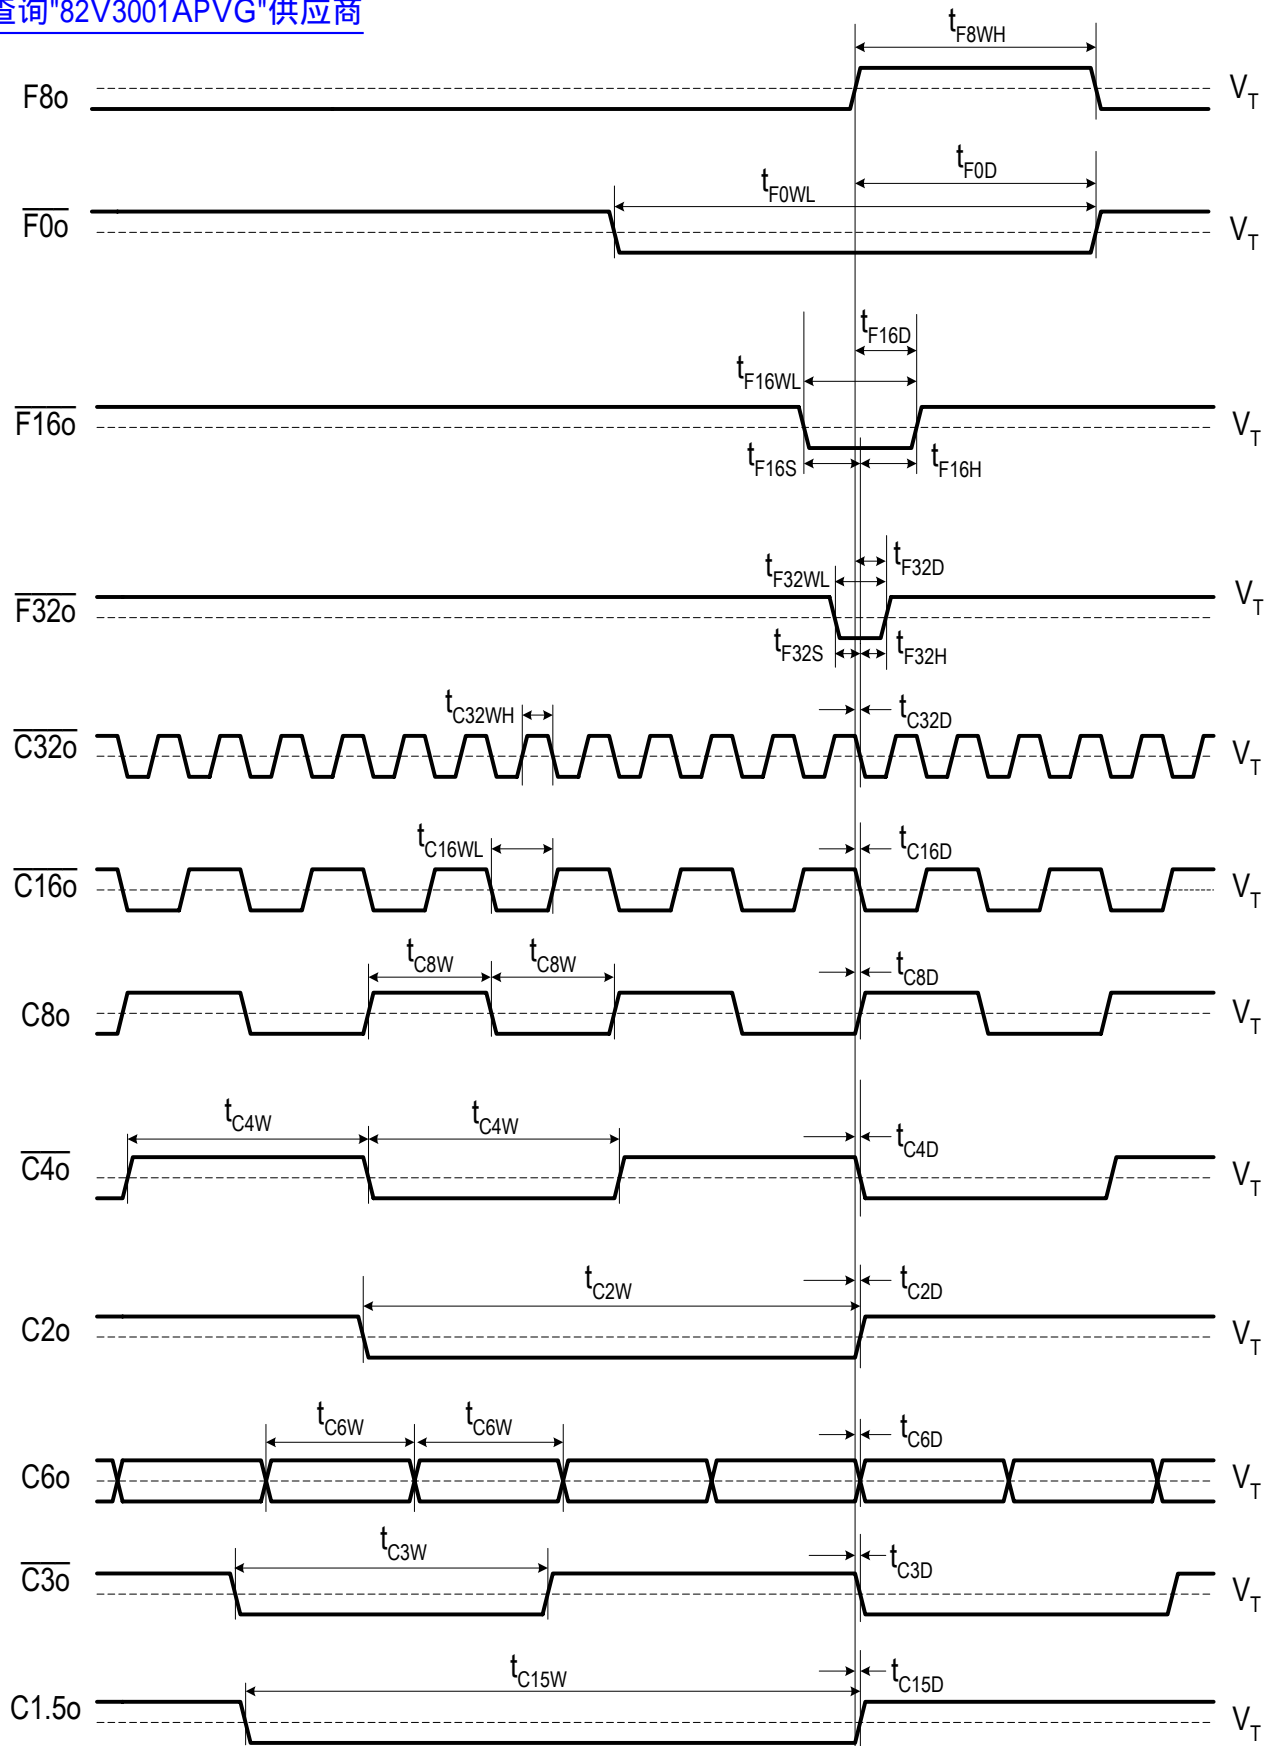 查询"82V3001APVG"供应商
tF8WH
F8o VT
tF0D
tF0WL
F0o VT
tF16D
tF16WL
F16o VT
tF16S tF16H
tF32D
tF32WL
F32o VT
tF32S tF32H
tC32WH tC32D
C32o VT
tC16WL tC16D
C16o VT
tC8W tC8W tC8D
C8o VT
tC4W tC4W tC4D
C4o VT
tC2W tC2D
C2o VT
tC6W tC6W tC6D
C6o VT
tC3W tC3D
C3o VT
tC15W tC15D
C1.5o VT